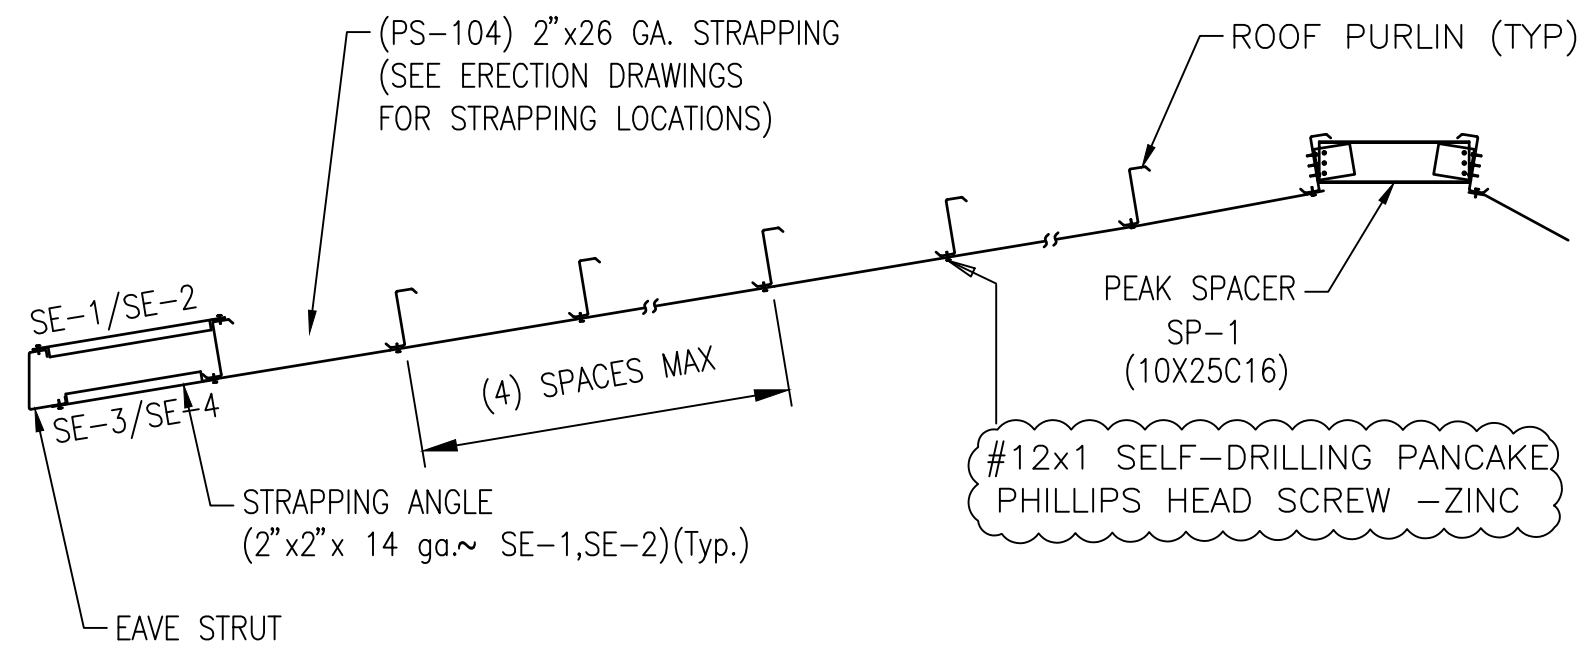 (PS-104) 2"x26 GA. STRAPPING
(SEE ERECTION DRAWINGS
FOR STRAPPING LOCATIONS)
ROOF PURLIN (TYP)
SE-1/SE-2
SE-3/SE-4
(4) SPACES MAX
PEAK SPACER
SP-1
(10X25C16)
#12x1 SELF-DRILLING PANCAKE
PHILLIPS HEAD SCREW -ZINC
STRAPPING ANGLE
(2"x2"x 14 ga.~ SE-1,SE-2)(Typ.)
EAVE STRUT